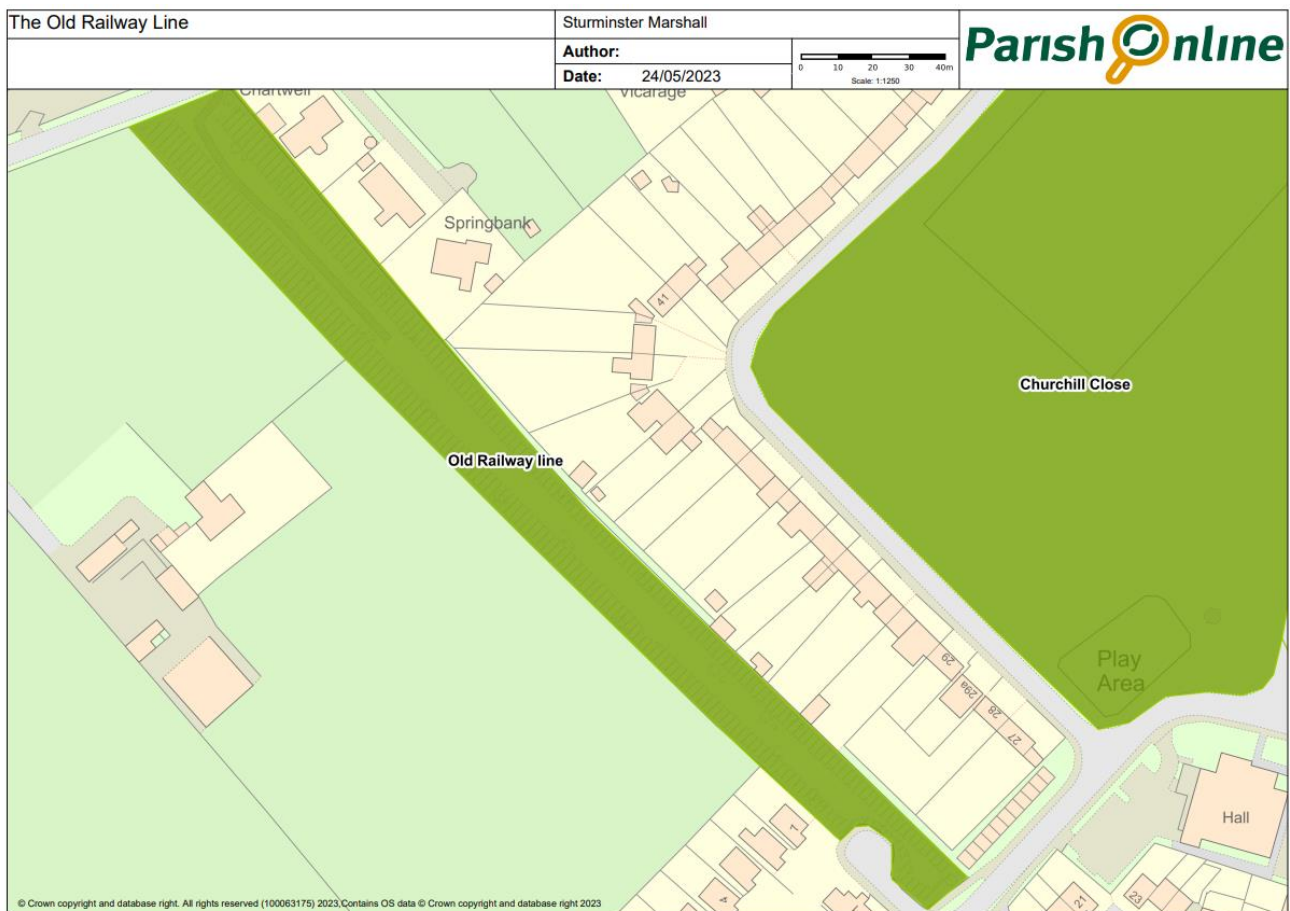 The Old Railway Line
Sturminster Marshall
Author:
Date: 24/05/2023
0 10 20 30 40m
Scale: 1:1250
Parish Online
Chartwell
Vicarage
Springbank
41
Churchill Close
Old Railway line
Play
Area
29
29a
28
27
Hall
1
4
21
23
© Crown copyright and database right. All rights reserved (100063175) 2023,Contains OS data © Crown copyright and database right 2023